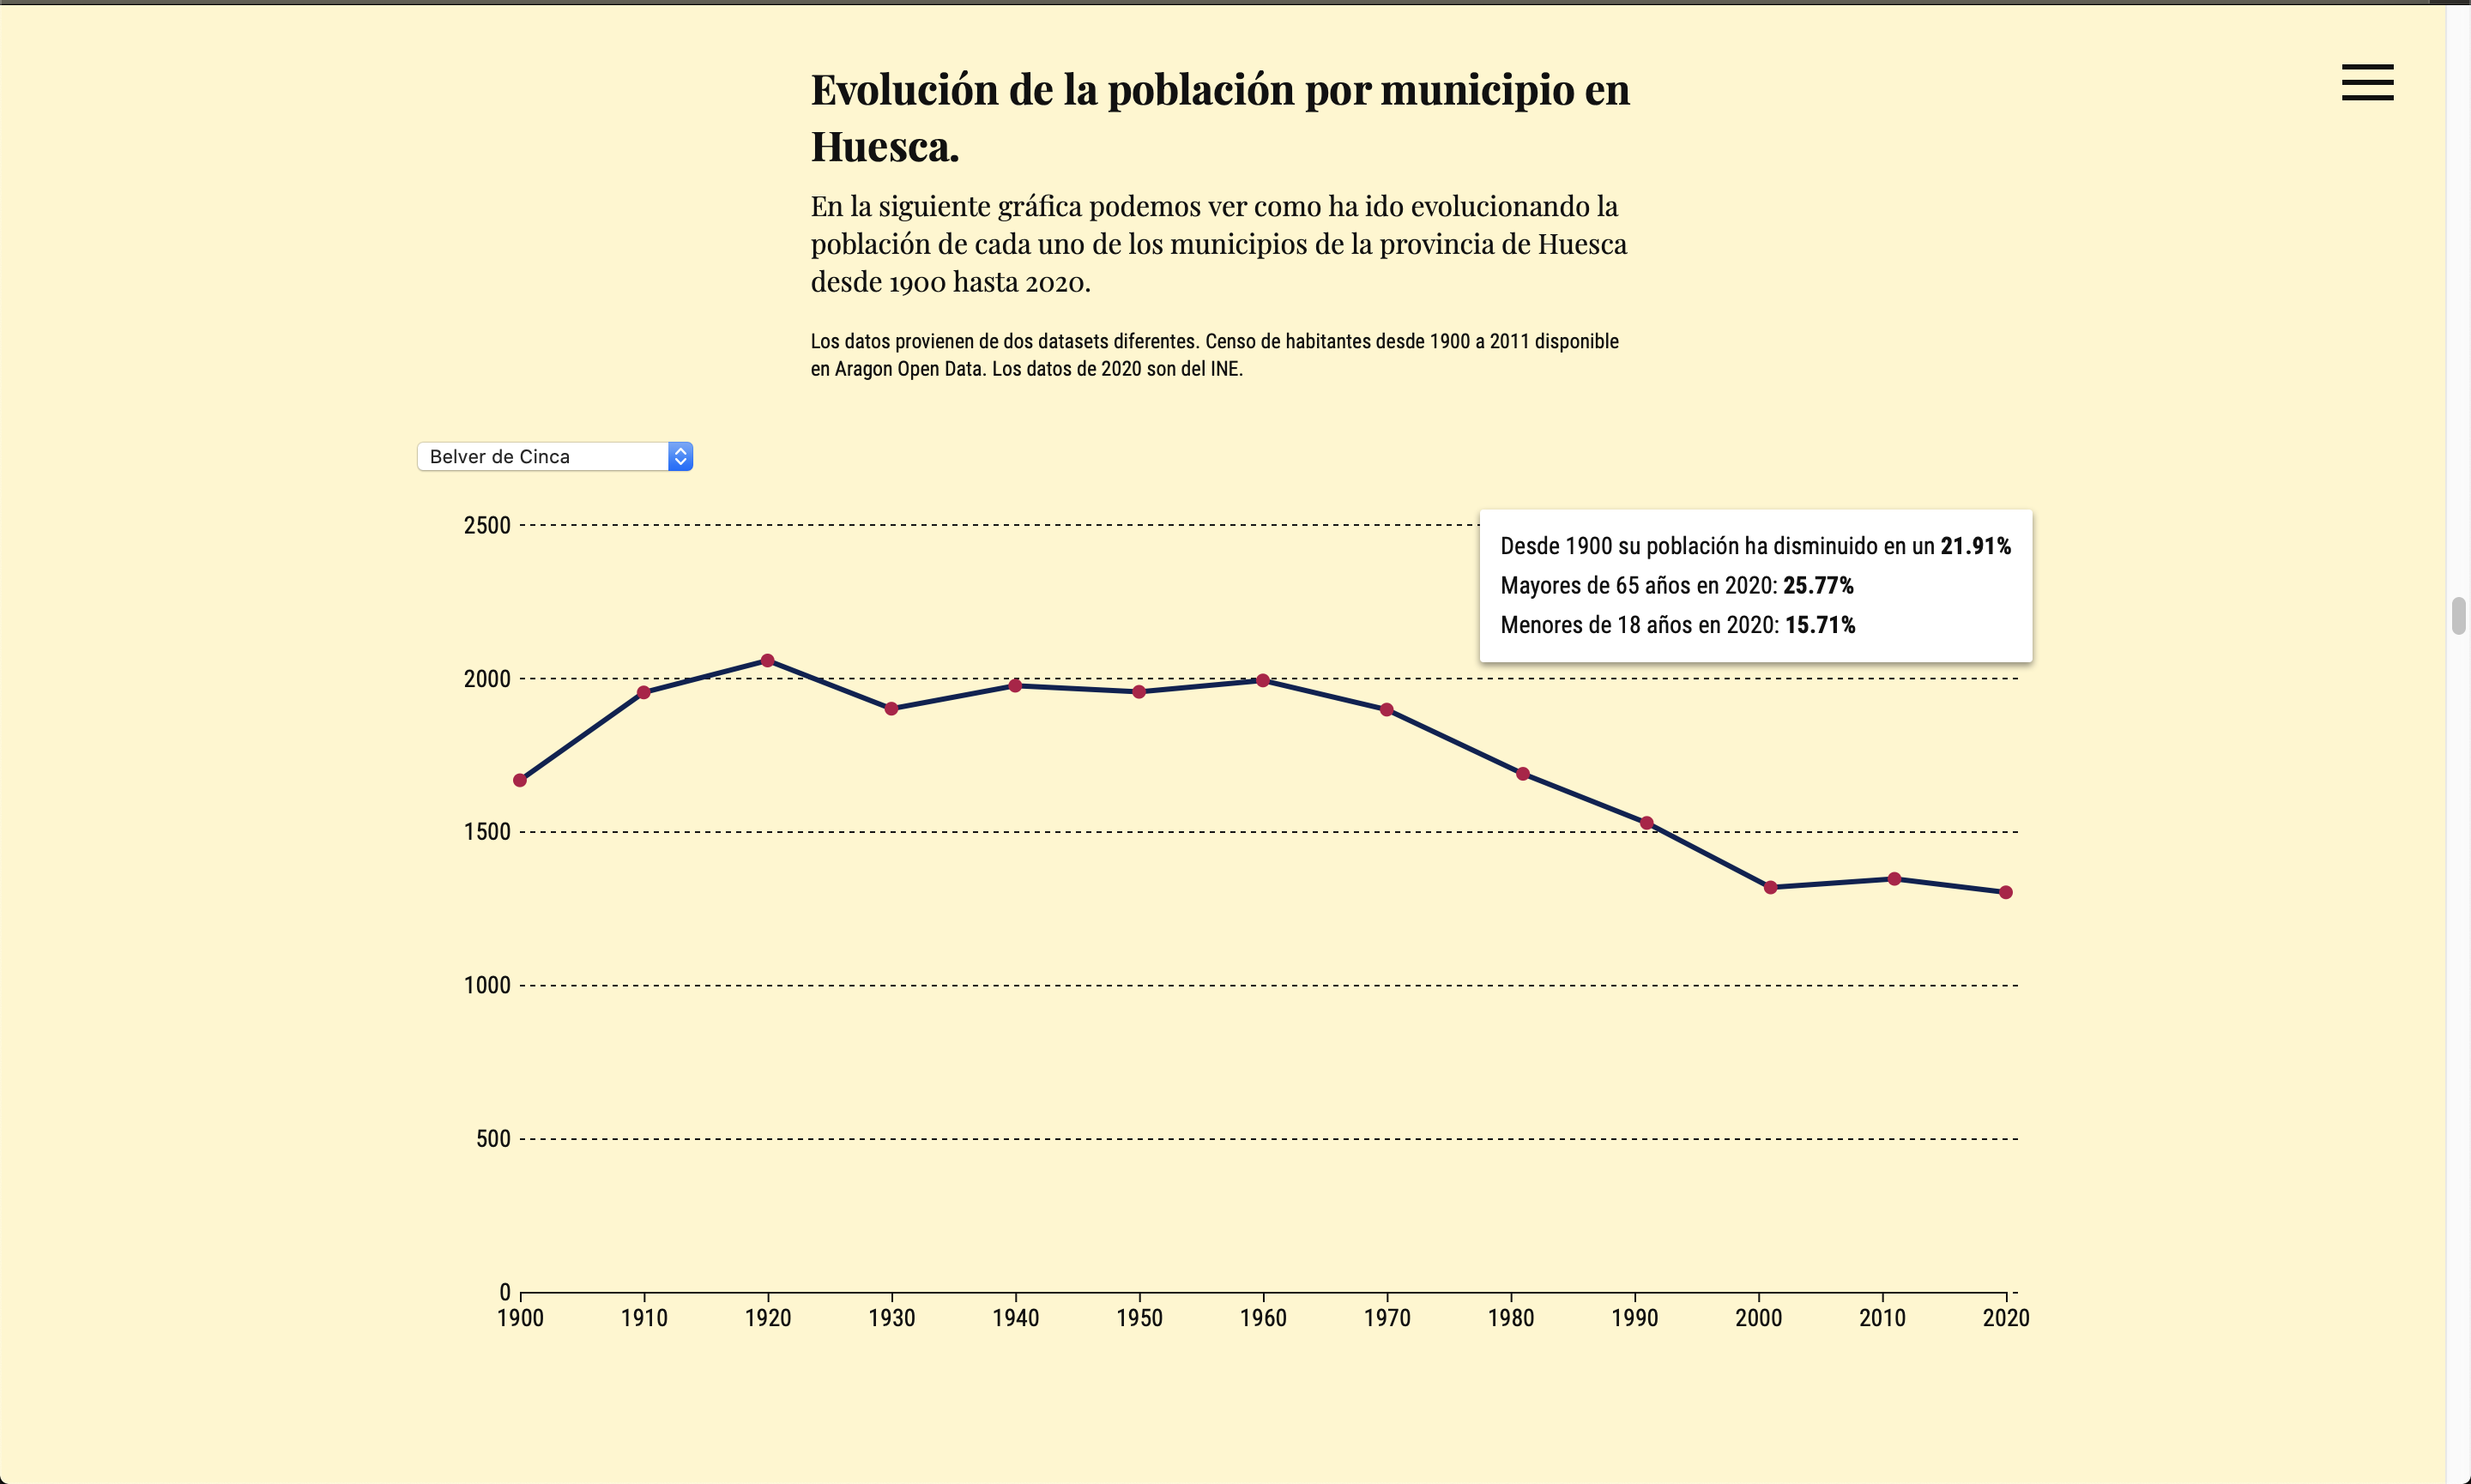 Evolución de la población por municipio en
Huesca.
En la siguiente gráfica podemos ver como ha ido evolucionando la
población de cada uno de los municipios de la provincia de Huesca
desde 1900 hasta 2020.
Los datos provienen de dos datasets diferentes. Censo de habitantes desde 1900 a 2011 disponible
en Aragon Open Data. Los datos de 2020 son del INE.
Belver de Cinca
2500
Desde 1900 su población ha disminuido en un 21.91%
Mayores de 65 años en 2020: 25.77%
Menores de 18 años en 2020: 15.71%
2000
1500
1000
500
0
1900 1910 1920 1930 1940 1950 1960 1970 1980 1990 2000 2010 2020